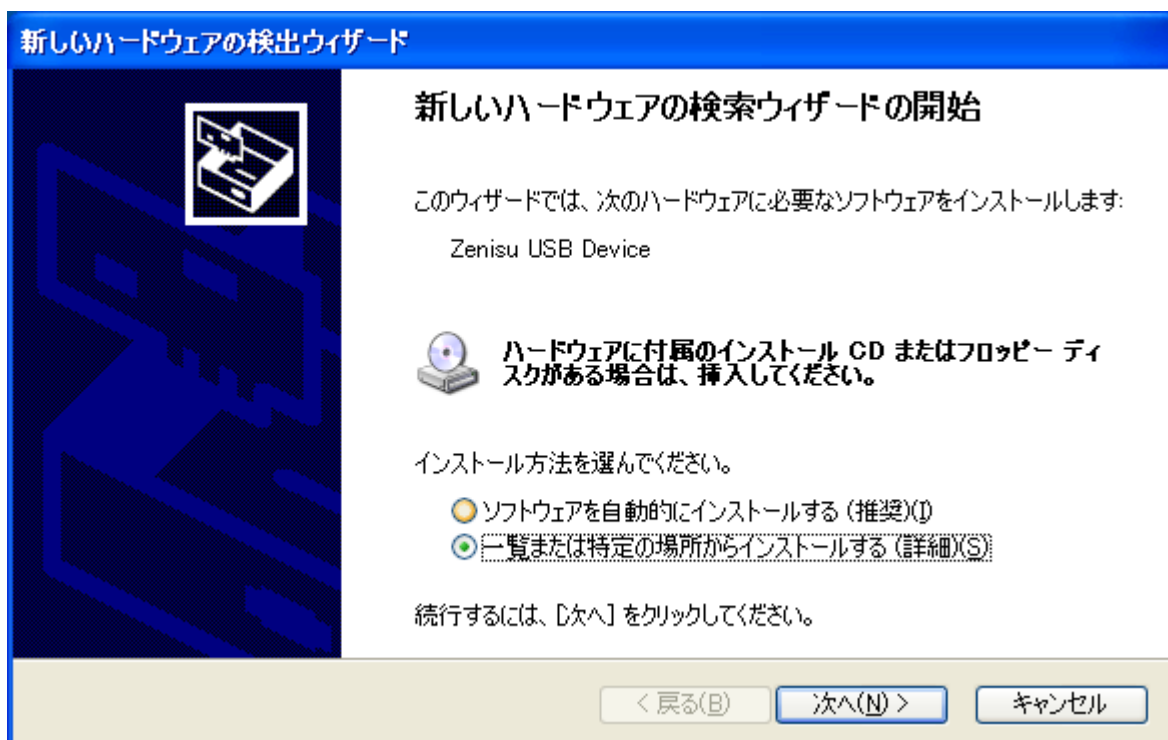 新しいハードウェアの検出ウィザード
新しいハードウェアの検索ウィザードの開始
このウィザードでは、次のハードウェアに必要なソフトウェアをインストールします:
Zenisu USB Device
ハードウェアに付属のインストール CD またはフロッピー ディ
スクがある場合は、挿入してください。
インストール方法を選んでください。
ソフトウェアを自動的にインストールする (推奨)(I)
一覧または特定の場所からインストールする (詳細)(S)
続行するには、[次へ] をクリックしてください。
< 戻る(B)
次へ(N) >
キャンセル